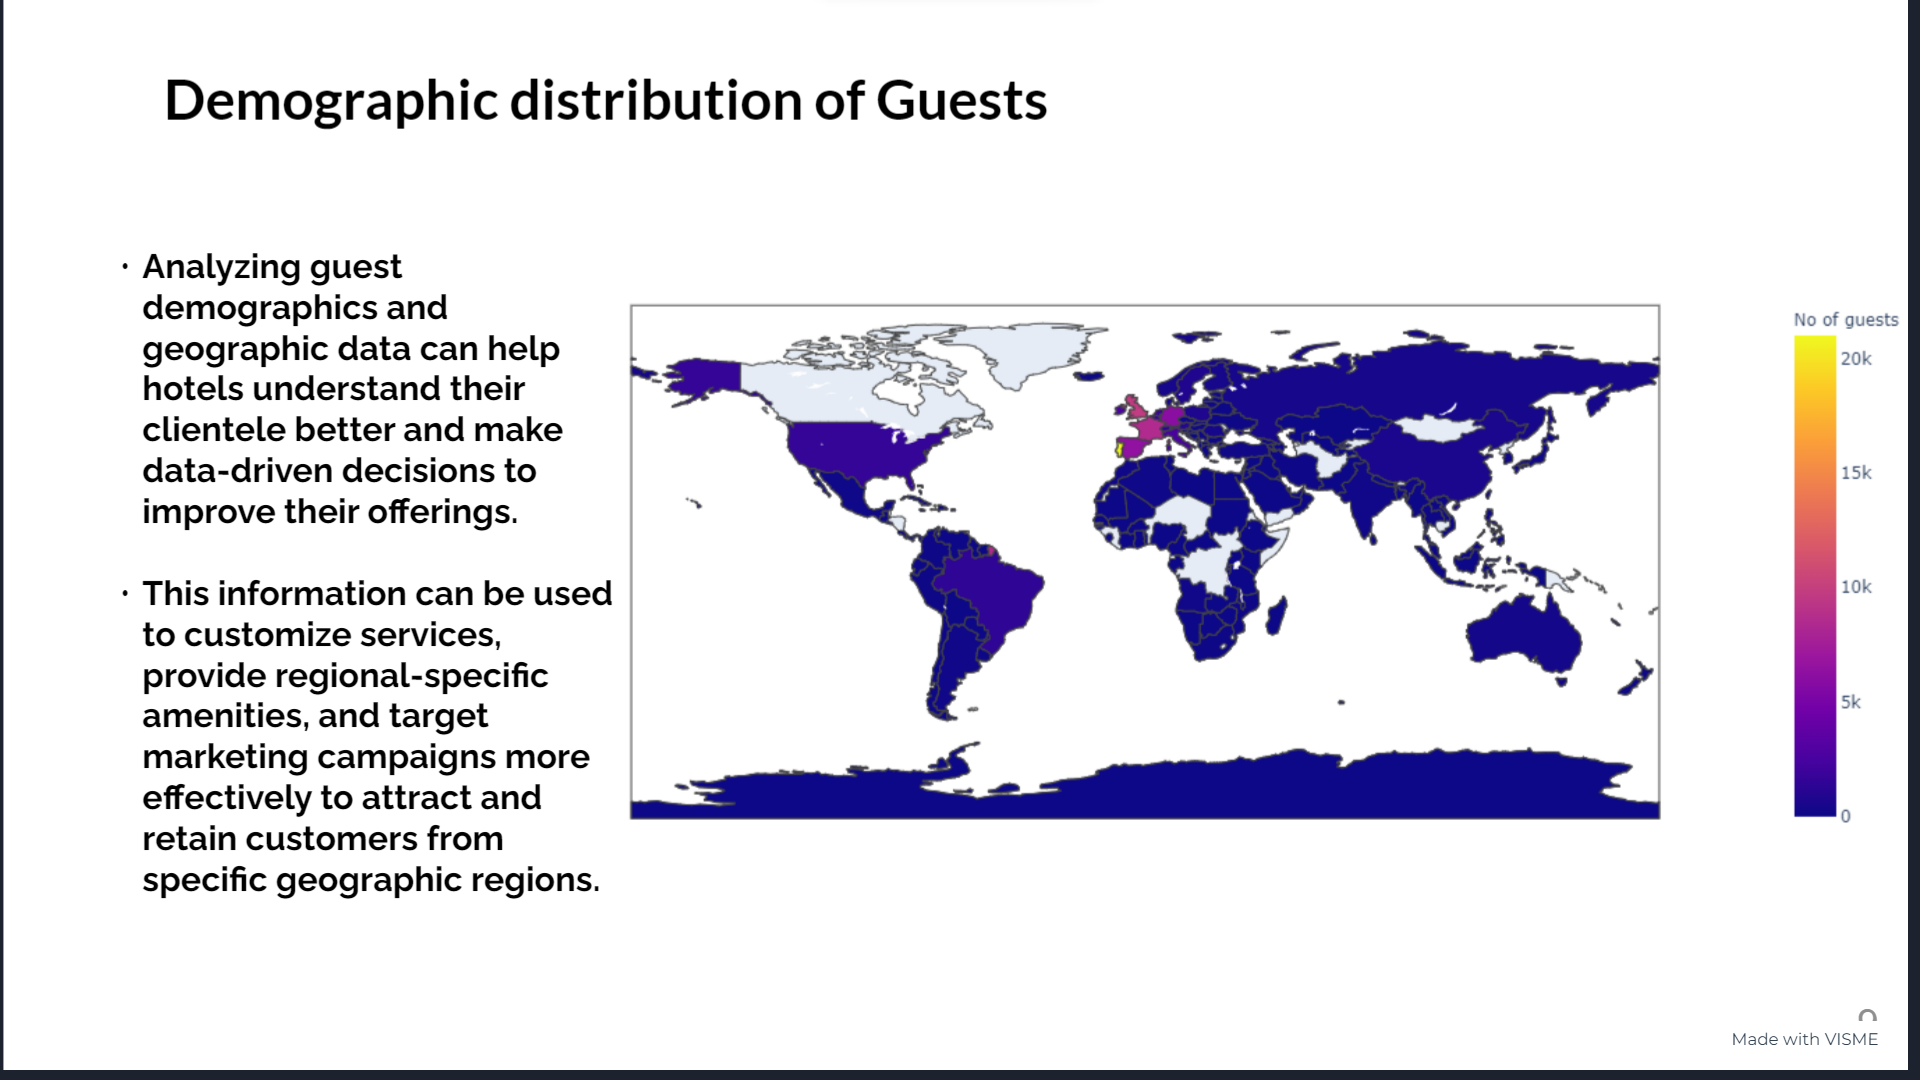 Demographic distribution of Guests
· Analyzing guest
demographics and
geographic data can help
hotels understand their
clientele better and make
data-driven decisions to
improve their offerings.
· This information can be used
to customize services,
provide regional-specific
amenities, and target
marketing campaigns more
effectively to attract and
retain customers from
specific geographic regions.
No of guests
20k
15k
10k
5k
0
Made with VISME